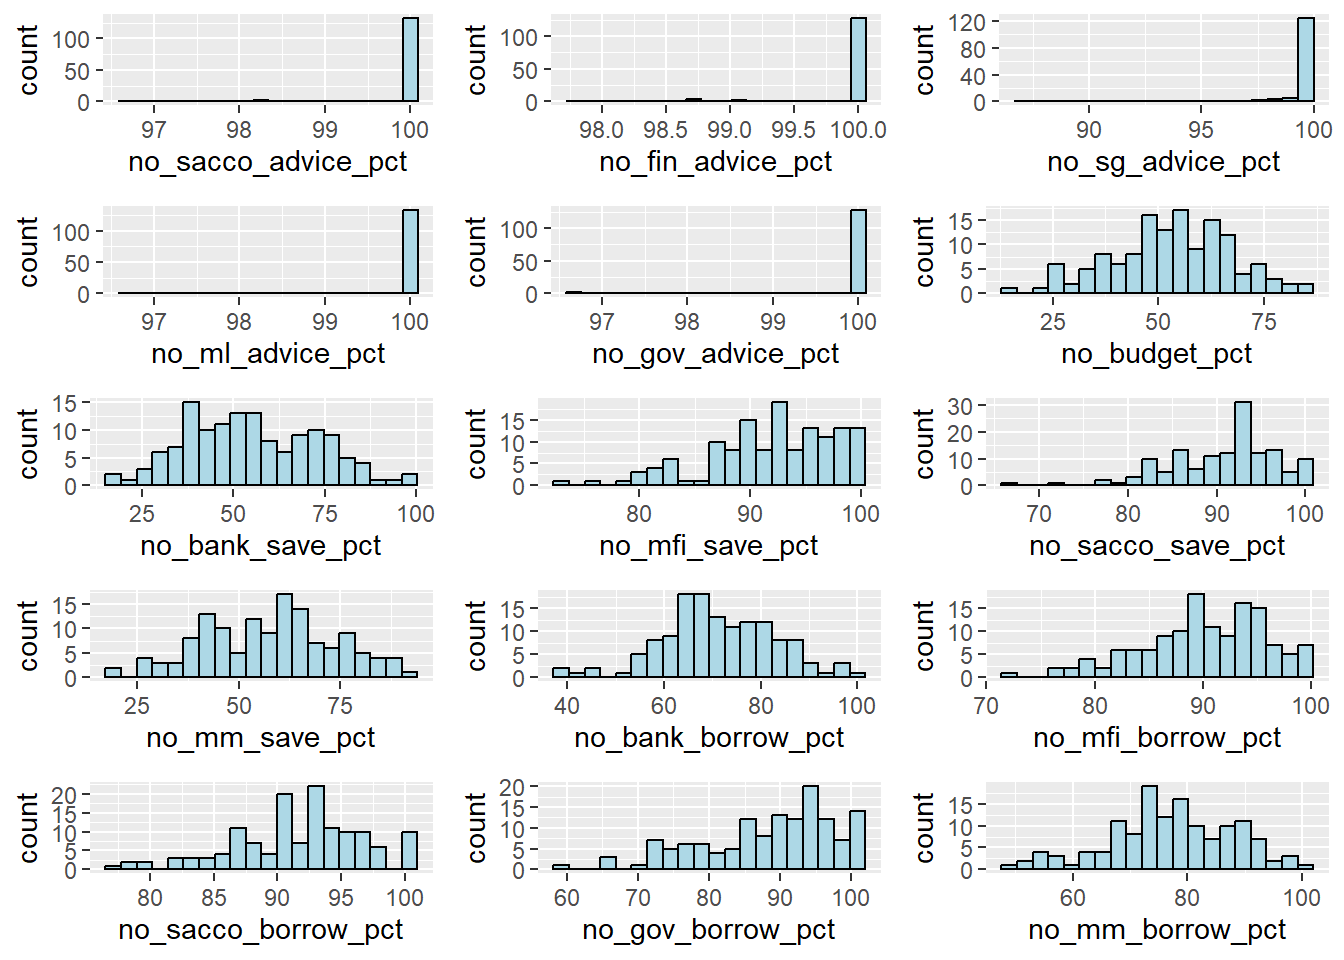 count
100
50
0
97 98 99 100
no_sacco_advice_pct
count
100
50
0
98.0 98.5 99.0 99.5 100.0
no_fin_advice_pct
count
120
80
40
0
90 95 100
no_sg_advice_pct
count
100
50
0
97 98 99 100
no_ml_advice_pct
count
100
50
0
97 98 99 100
no_gov_advice_pct
count
15
10
5
0
25 50 75
no_budget_pct
count
15
10
5
0
25 50 75 100
no_bank_save_pct
count
15
10
5
0
80 90 100
no_mfi_save_pct
count
30
20
10
0
70 80 90 100
no_sacco_save_pct
count
15
10
5
0
25 50 75
no_mm_save_pct
count
15
10
5
0
40 60 80 100
no_bank_borrow_pct
count
15
10
5
0
70 80 90 100
no_mfi_borrow_pct
count
20
15
10
5
0
80 85 90 95 100
no_sacco_borrow_pct
count
20
15
10
5
0
60 70 80 90 100
no_gov_borrow_pct
count
15
10
5
0
60 80 100
no_mm_borrow_pct